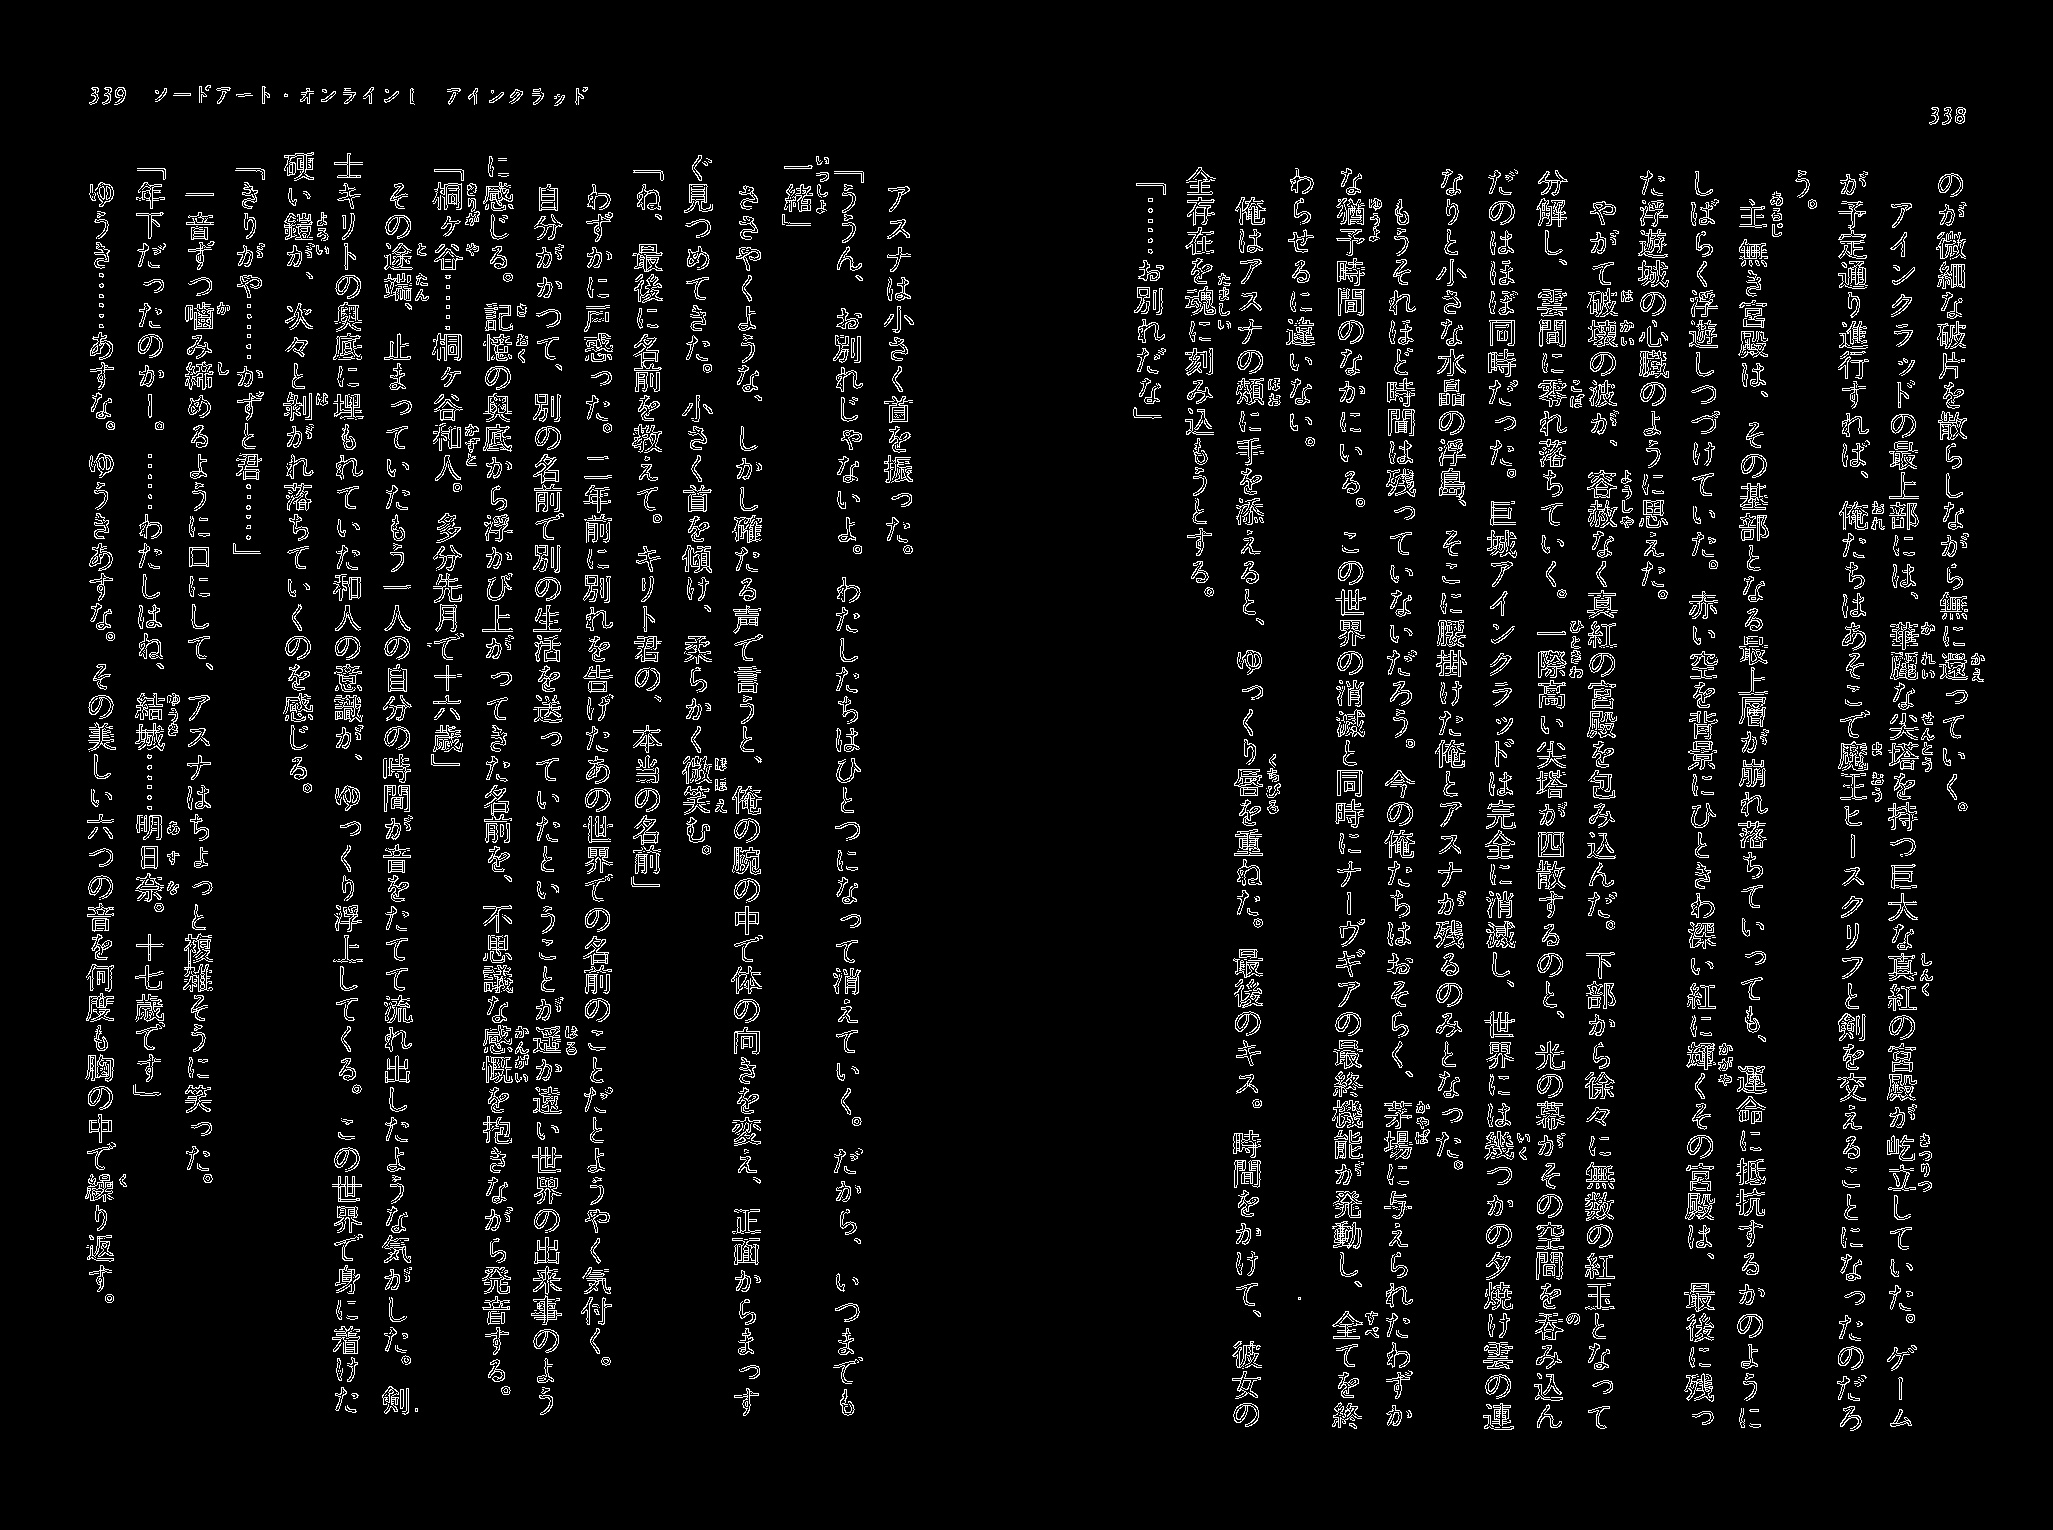 338
のが微細な破片を散らしながら無に還っていく。
アインクラッドの最上部には、華麗な尖塔を持つ巨大な真紅の宮殿が屹立していた。ゲーム
が予定通り進行すれば、俺たちはあそこで魔王ヒースクリフと剣を交えることになったのだろ
う。
主無き宮殿は、その基部となる最上層が崩れ落ちていっても、運命に抵抗するかのように
しばらく浮遊しつづけていた。赤い空を背景にひときわ深い紅に輝くその宮殿は、最後に残っ
た浮遊城の心臓のように思えた。
やがて破壊の波が、容赦なく真紅の宮殿を包み込んだ。下部から徐々に無数の紅玉となって
分解し、雲間に零れ落ちていく。一際高い尖塔が四散するのと、光の幕がその空間を呑み込ん
だのはほぼ同時だった。巨城アインクラッドは完全に消滅し、世界には幾つかの夕焼け雲の連
なりと小さな水晶の浮島、そこに腰掛けた俺とアスナが残るのみとなった。
もうそれほど時間は残っていないだろう。今の俺たちはおそらく、茅場に与えられたわずか
な猶予時間のなかにいる。この世界の消滅と同時にナーヴギアの最終機能が発動し、全てを終
わらせるに違いない。
俺はアスナの頬に手を添えると、ゆっくり唇を重ねた。最後のキス。時間をかけて、彼女の
全存在を魂に刻み込もうとする。
「……お別れだな」
339 ソードアート・オンライン1 アインクラッド
アスナは小さく首を振った。
「ううん、お別れじゃないよ。わたしたちはひとつになって消えていく。だから、いつまでも
一緒」
ささやくような、しかし確たる声で言うと、俺の腕の中で体の向きを変え、正面からまっす
ぐ見つめてきた。小さく首を傾け、柔らかく微笑む。
「ね、最後に名前を教えて。キリト君の、本当の名前」
わずかに戸惑った。二年前に別れを告げたあの世界での名前のことだとようやく気付く。
自分がかつて、別の名前で別の生活を送っていたということが遥か遠い世界の出来事のよう
に感じる。記憶の奥底から浮かび上がってきた名前を、不思議な感慨を抱きながら発音する。
「桐ヶ谷……桐ヶ谷和人。多分先月で十六歳」
その途端、止まっていたもう一人の自分の時間が音をたてて流れ出したような気がした。剣
士キリトの奥底に埋もれていた和人の意識が、ゆっくり浮上してくる。この世界で身に着けた
硬い鎧が、次々と剝がれ落ちていくのを感じる。
「きりがや……かずと君……」
一音ずつ嚙み締めるように口にして、アスナはちょっと複雑そうに笑った。
「年下だったのかー。……わたしはね、結城……明日奈。十七歳です」
ゆうき……あすな。ゆうきあすな。その美しい六つの音を何度も胸の中で繰り返す。